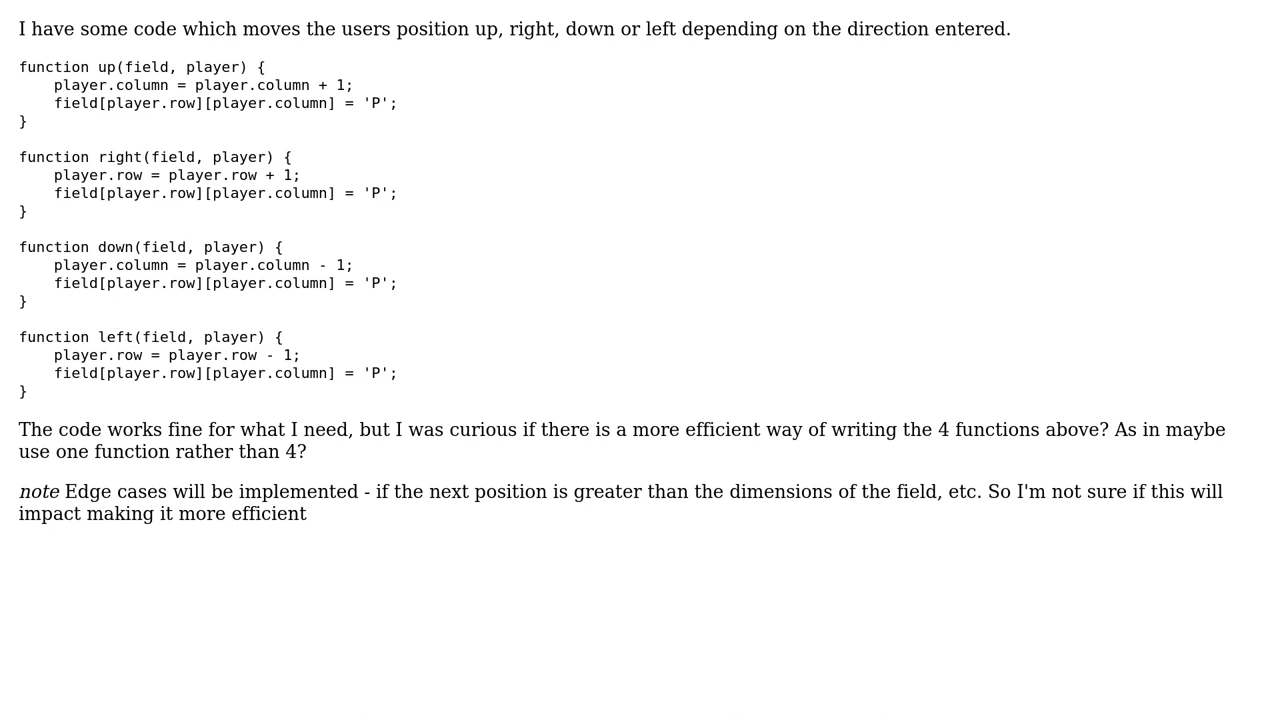 I have some code which moves the users position up, right, down or left depending on the direction entered.
function up(field, player) {
    player.column = player.column + 1;
    field[player.row][player.column] = 'P';
}
function right(field, player) {
    player.row = player.row + 1;
    field[player.row][player.column] = 'P';
}
function down(field, player) {
    player.column = player.column - 1;
    field[player.row][player.column] = 'P';
}
function left(field, player) {
    player.row = player.row - 1;
    field[player.row][player.column] = 'P';
}
The code works fine for what I need, but I was curious if there is a more efficient way of writing the 4 functions above? As in maybe
use one function rather than 4?
note Edge cases will be implemented - if the next position is greater than the dimensions of the field, etc. So I'm not sure if this will
impact making it more efficient